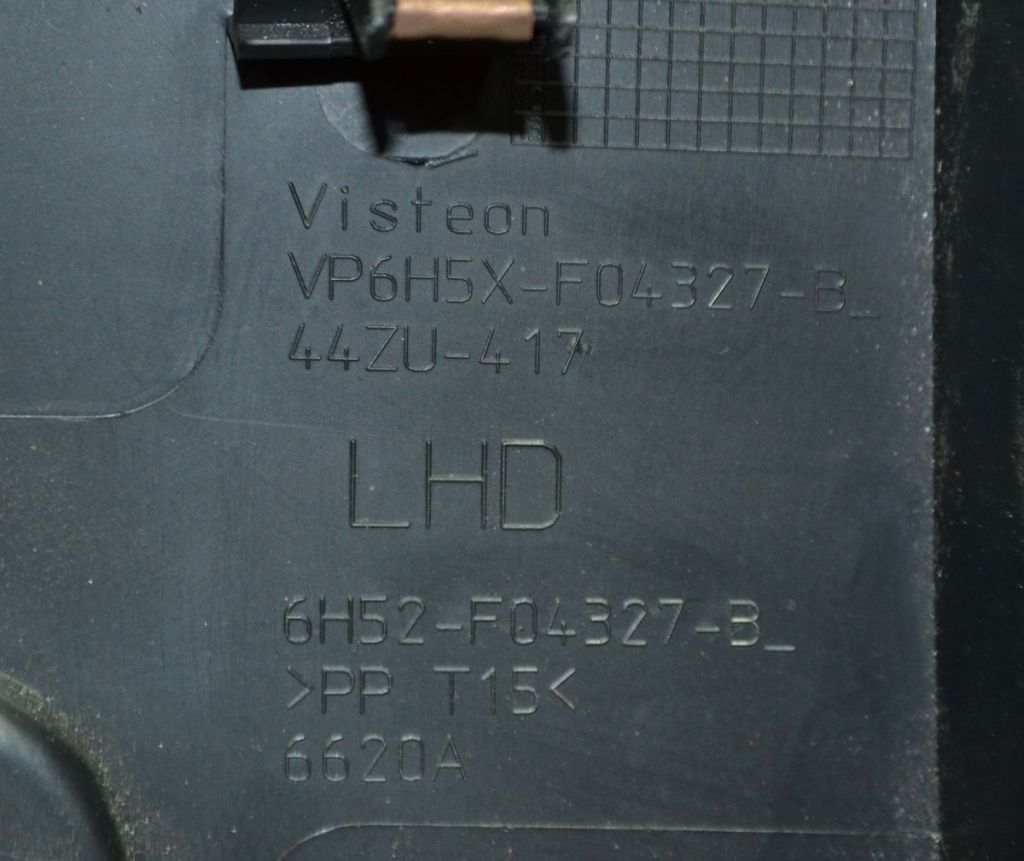 Visteon
VP6H5X-F04327-B_
44ZU-417
LHD
6H52-F04327-B_
>PP T15<
6620A